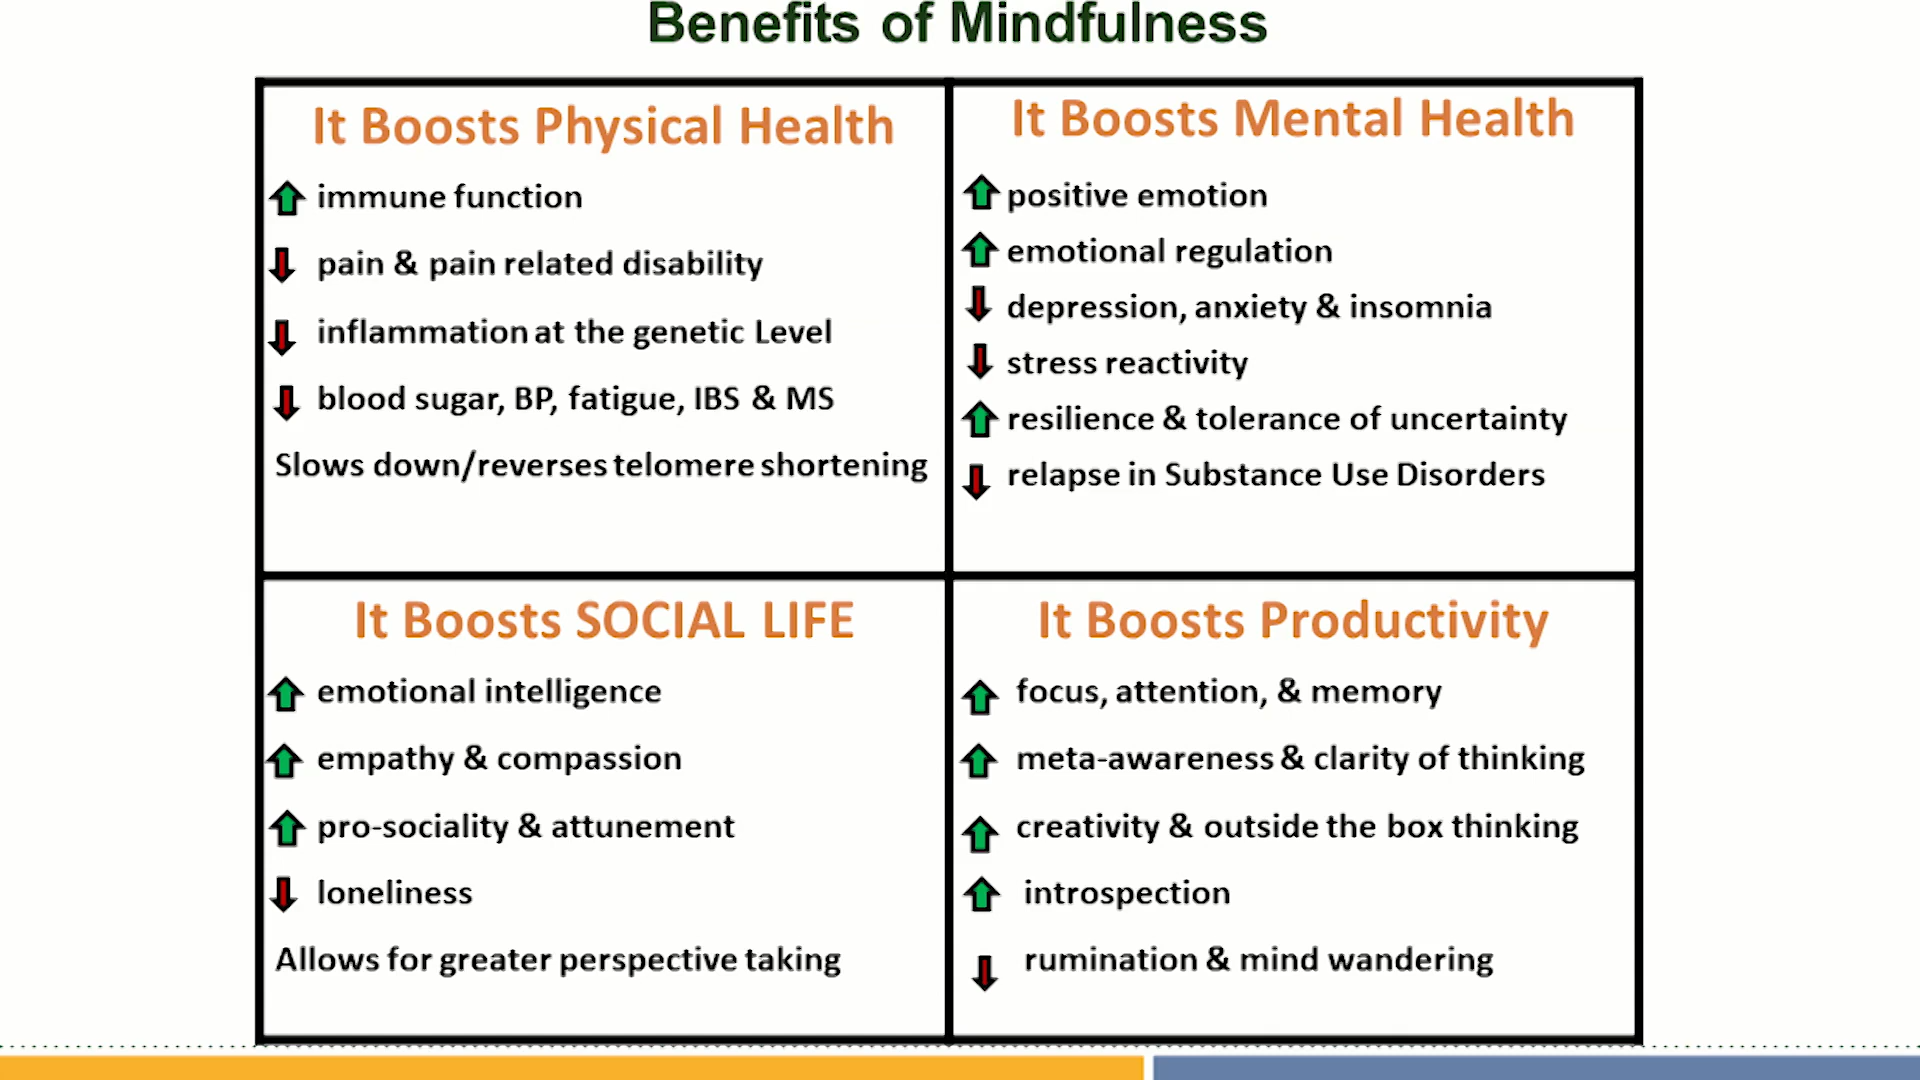 Benefits of Mindfulness
It Boosts Physical Health
immune function
pain & pain related disability
inflammation at the genetic Level
blood sugar, BP, fatigue, IBS & MS
Slows down/reverses telomere shortening
It Boosts Mental Health
positive emotion
emotional regulation
depression, anxiety & insomnia
stress reactivity
resilience & tolerance of uncertainty
relapse in Substance Use Disorders
It Boosts SOCIAL LIFE
emotional intelligence
empathy & compassion
pro-sociality & attunement
loneliness
Allows for greater perspective taking
It Boosts Productivity
focus, attention, & memory
meta-awareness & clarity of thinking
creativity & outside the box thinking
introspection
rumination & mind wandering